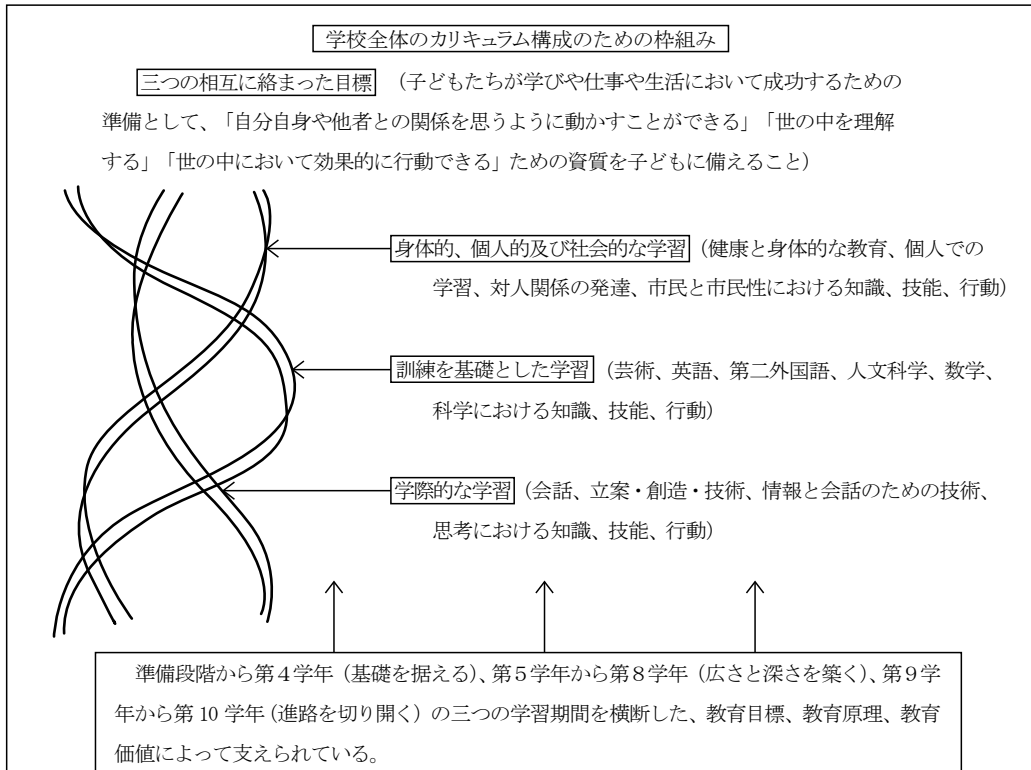 学校全体のカリキュラム構成のための枠組み
三つの相互に絡まった目標 （子どもたちが学びや仕事や生活において成功するための
準備として、「自分自身や他者との関係を思うように動かすことができる」「世の中を理解
する」「世の中において効果的に行動できる」ための資質を子どもに備えること）
身体的、個人的及び社会的な学習（健康と身体的な教育、個人での
学習、対人関係の発達、市民と市民性における知識、技能、行動）
訓練を基礎とした学習（芸術、英語、第二外国語、人文科学、数学、
科学における知識、技能、行動）
学際的な学習（会話、立案・創造・技術、情報と会話のための技術、
思考における知識、技能、行動）
準備段階から第４学年（基礎を据える）、第５学年から第８学年（広さと深さを築く）、第９学
年から第 10 学年（進路を切り開く）の三つの学習期間を横断した、教育目標、教育原理、教育
価値によって支えられている。